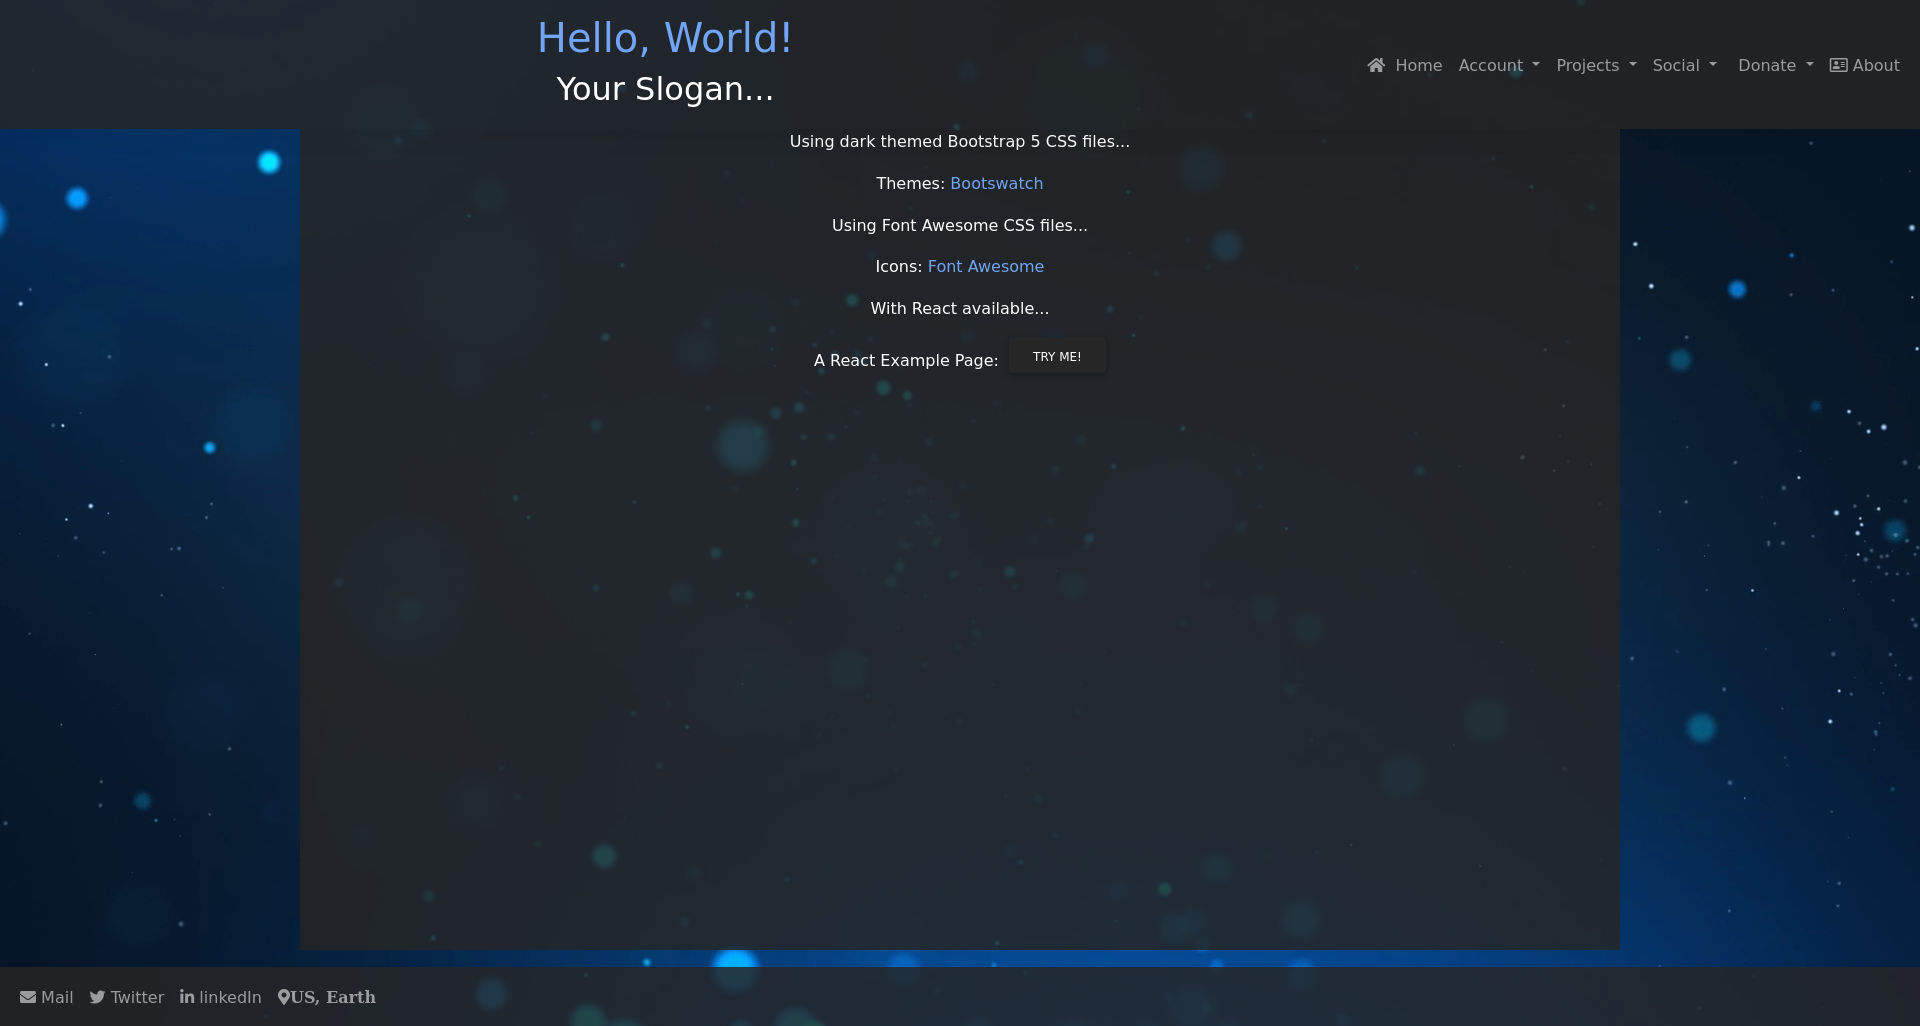 Hello, World!
Your Slogan...
Home Account Projects Social Donate About
Using dark themed Bootstrap 5 CSS files...
Themes: Bootswatch
Using Font Awesome CSS files...
Icons: Font Awesome
With React available...
A React Example Page: TRY ME!
Mail Twitter linkedIn US, Earth